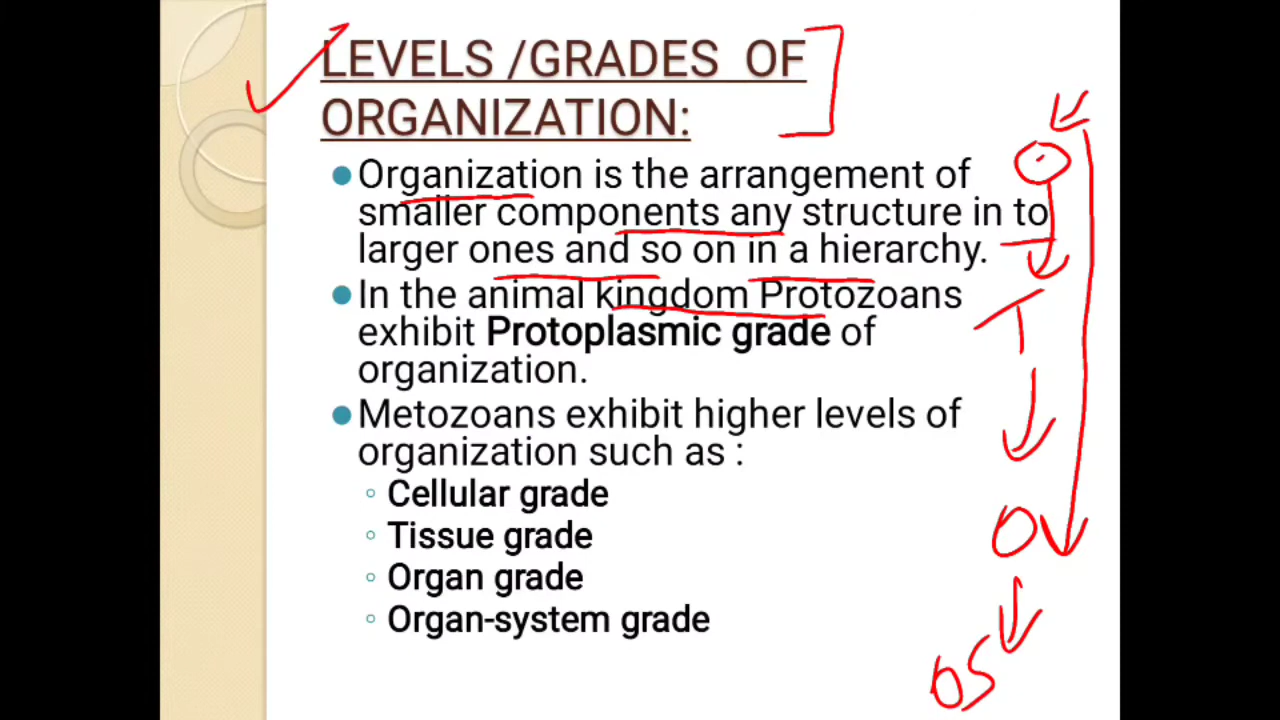 LEVELS /GRADES OF
ORGANIZATION:
Organization is the arrangement of
smaller components any structure in to
larger ones and so on in a hierarchy.
In the animal kingdom Protozoans
exhibit Protoplasmic grade of
organization.
Metozoans exhibit higher levels of
organization such as :
Cellular grade
Tissue grade
Organ grade
Organ-system grade
T
O
OS